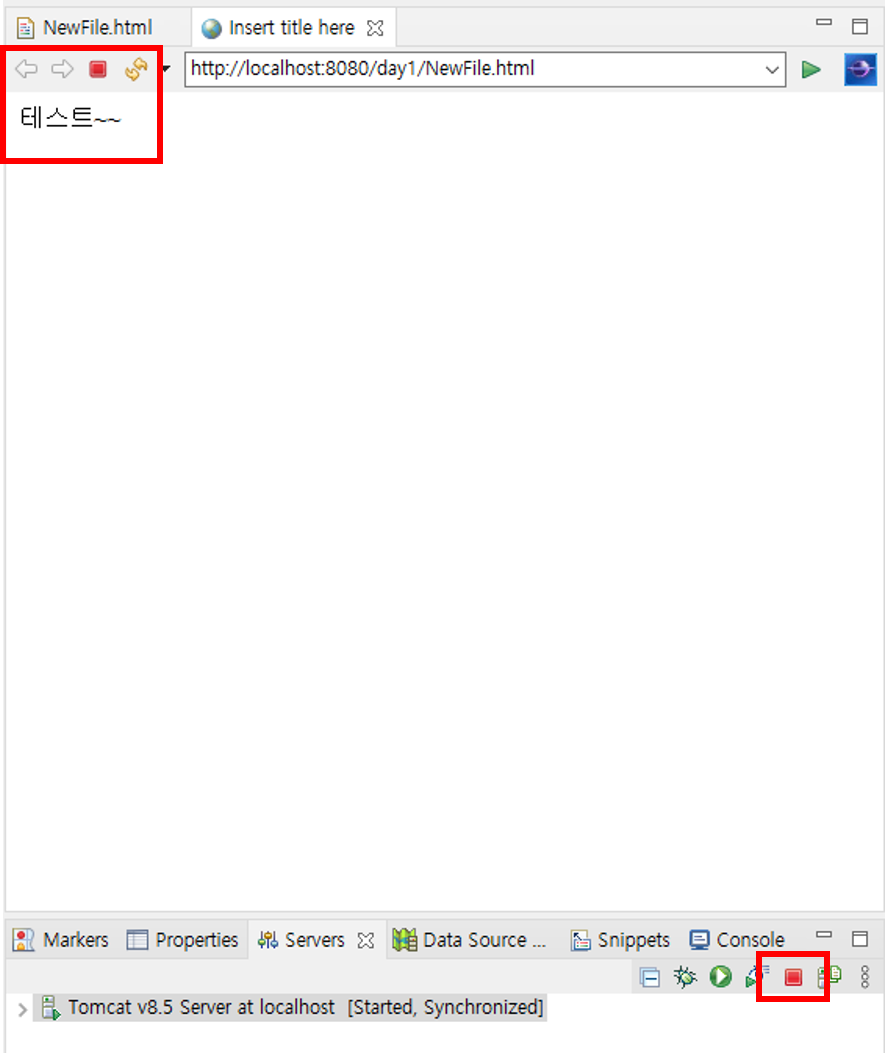 NewFile.html Insert title here
http://localhost:8080/day1/NewFile.html
테스트~~
Markers Properties Servers Data Source ... Snippets Console
Tomcat v8.5 Server at localhost [Started, Synchronized]